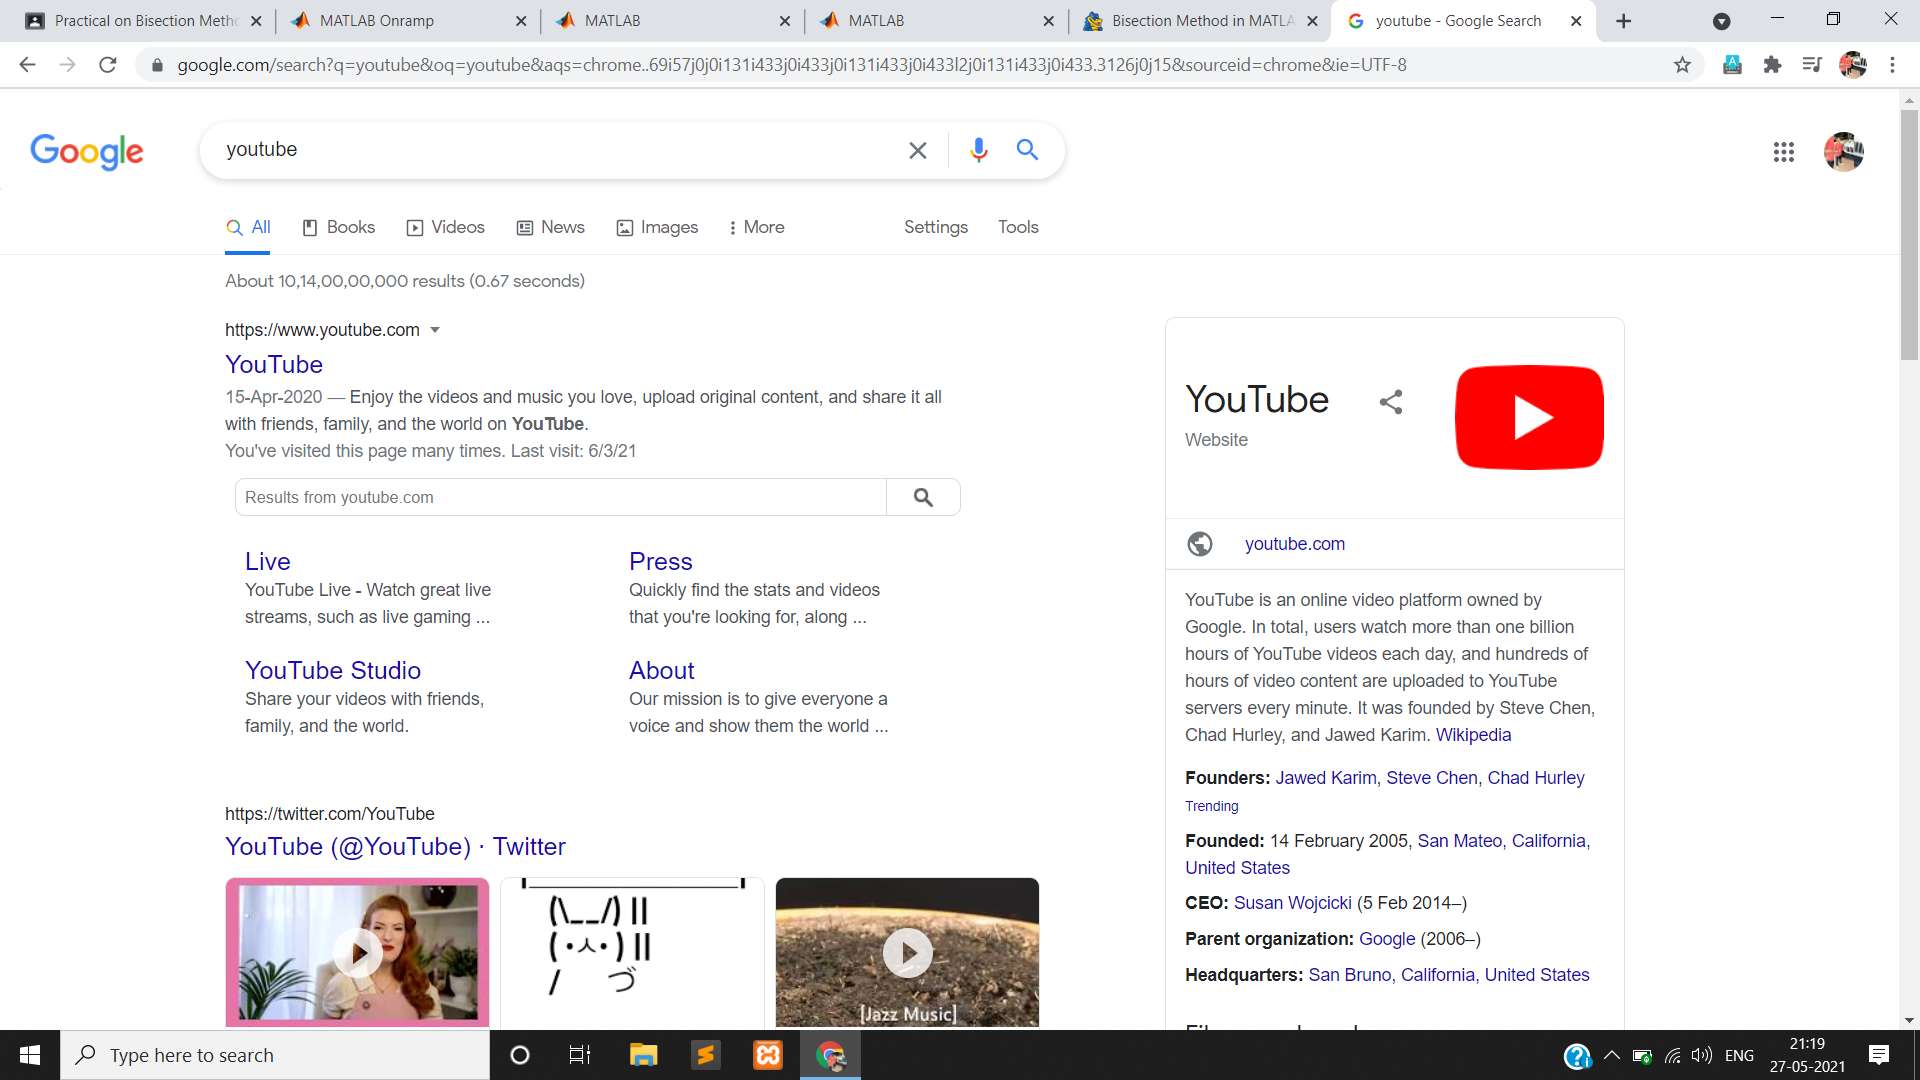 Practical on Bisection Metho
MATLAB Onramp
MATLAB
MATLAB
Bisection Method in MATLA
youtube - Google Search
google.com/search?q=youtube&oq=youtube&aqs=chrome..69i57j0j0i131i433j0i433j0i131i433j0i433l2j0i131i433j0i433.3126j0j15&sourceid=chrome&ie=UTF-8
Google
youtube
All
Books
Videos
News
Images
More
Settings
Tools
About 10,14,00,00,000 results (0.67 seconds)
https://www.youtube.com
YouTube
15-Apr-2020 — Enjoy the videos and music you love, upload original content, and share it all
with friends, family, and the world on YouTube.
You've visited this page many times. Last visit: 6/3/21
Results from youtube.com
Live
YouTube Live - Watch great live
streams, such as live gaming ...
Press
Quickly find the stats and videos
that you're looking for, along ...
YouTube Studio
Share your videos with friends,
family, and the world.
About
Our mission is to give everyone a
voice and show them the world ...
https://twitter.com/YouTube
YouTube (@YouTube) · Twitter
(\__/) ||
(•人•) ||
/ づ
[Jazz Music]
YouTube
Website
youtube.com
YouTube is an online video platform owned by
Google. In total, users watch more than one billion
hours of YouTube videos each day, and hundreds of
hours of video content are uploaded to YouTube
servers every minute. It was founded by Steve Chen,
Chad Hurley, and Jawed Karim. Wikipedia
Founders: Jawed Karim, Steve Chen, Chad Hurley
Trending
Founded: 14 February 2005, San Mateo, California,
United States
CEO: Susan Wojcicki (5 Feb 2014–)
Parent organization: Google (2006–)
Headquarters: San Bruno, California, United States
Type here to search
ENG
21:19
27-05-2021